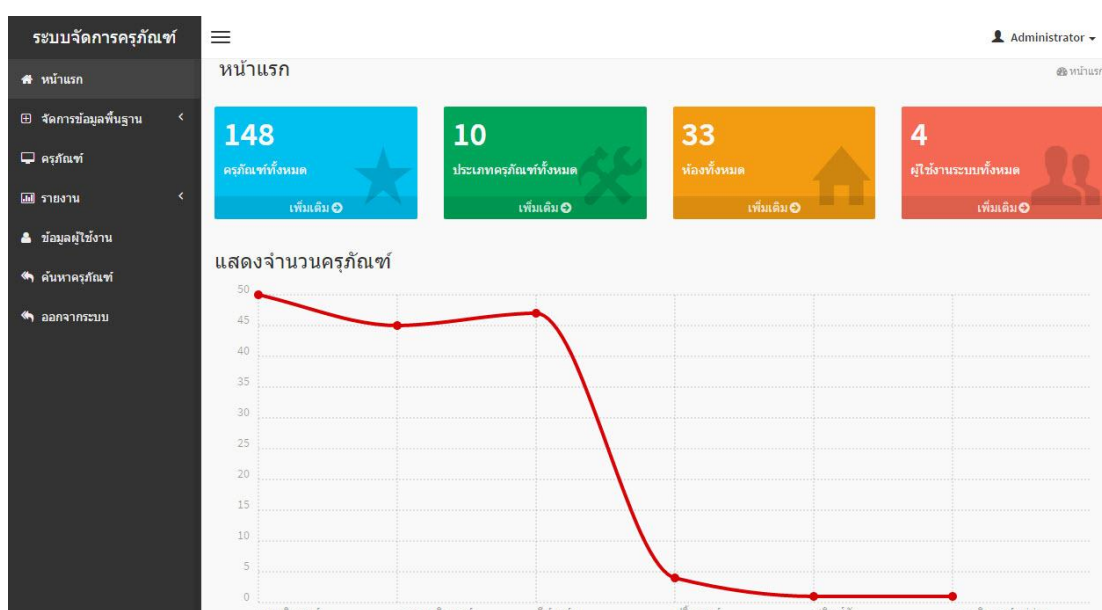 ระบบจัดการครุภัณฑ์
Administrator
หน้าแรก
หน้าแรก
หน้าแรก
จัดการข้อมูลพื้นฐาน
ครุภัณฑ์
รายงาน
ข้อมูลผู้ใช้งาน
ค้นหาครุภัณฑ์
ออกจากระบบ
148
ครุภัณฑ์ทั้งหมด
เพิ่มเติม
10
ประเภทครุภัณฑ์ทั้งหมด
เพิ่มเติม
33
ห้องทั้งหมด
เพิ่มเติม
4
ผู้ใช้งานระบบทั้งหมด
เพิ่มเติม
แสดงจำนวนครุภัณฑ์
50
45
40
35
30
25
20
15
10
5
0